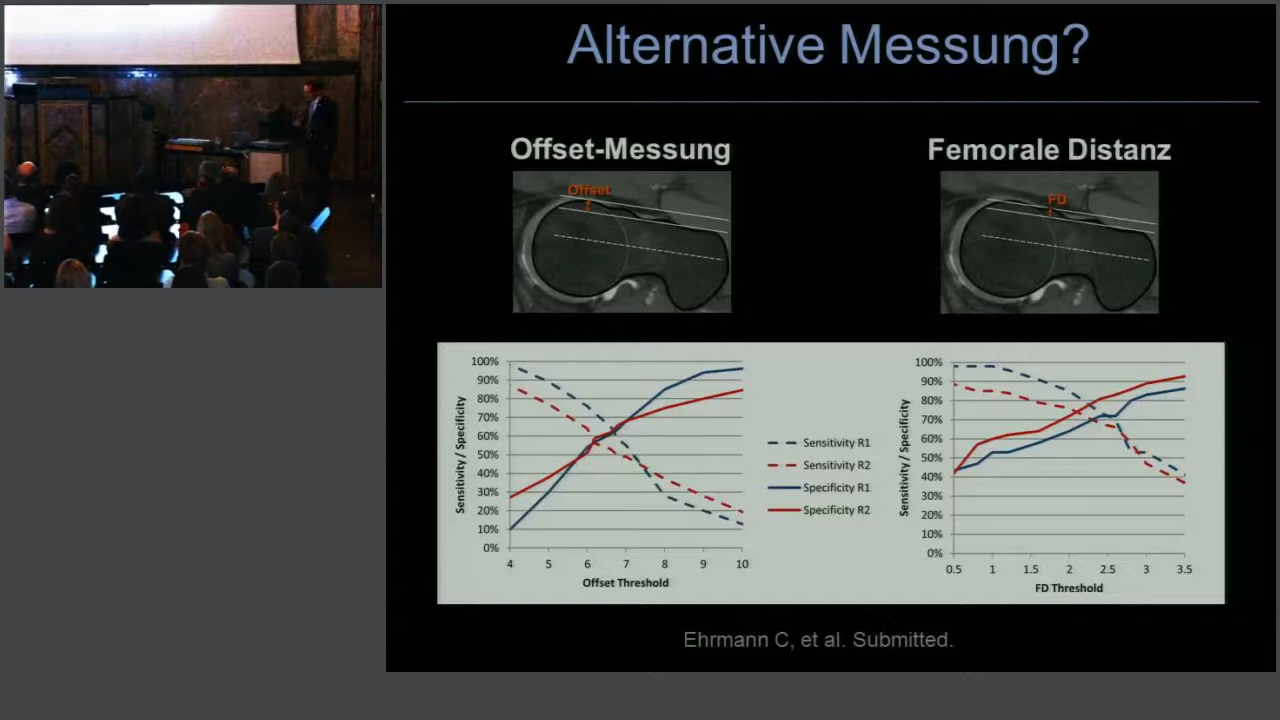 Alternative Messung?
Offset-Messung
Offset
Femorale Distanz
FD
Sensitivity / Specificity
100%
90%
80%
70%
60%
50%
40%
30%
20%
10%
0%
4 5 6 7 8 9 10
Offset Threshold
Sensitivity R1
Sensitivity R2
Specificity R1
Specificity R2
Sensitivity / Specificity
100%
90%
80%
70%
60%
50%
40%
30%
20%
10%
0%
0.5 1 1.5 2 2.5 3 3.5
FD Threshold
Ehrmann C, et al. Submitted.